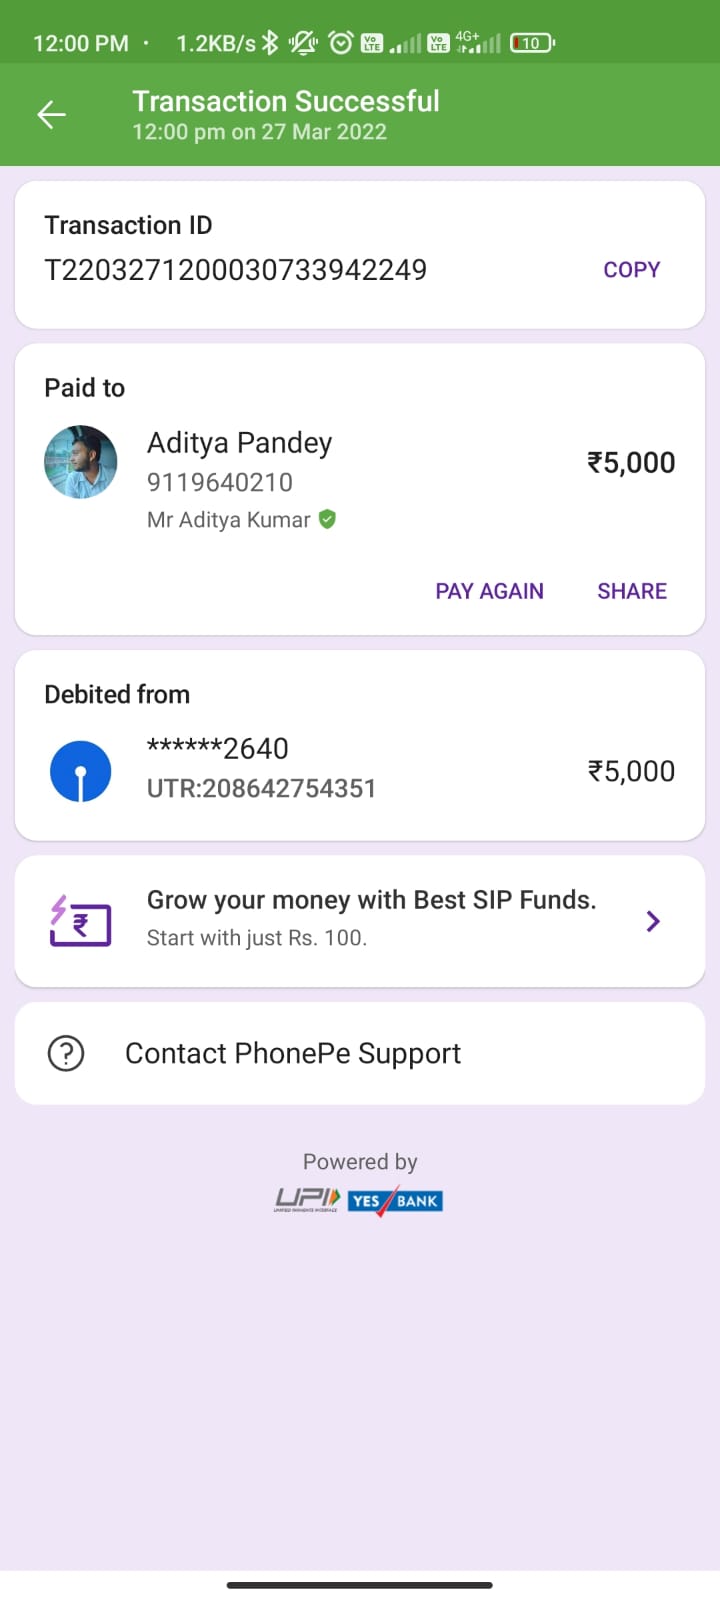 12:00 PM · 1.2KB/s Vo LTE Vo LTE 4G+ 10
Transaction Successful
12:00 pm on 27 Mar 2022
Transaction ID
T2203271200030733942249 COPY
Paid to
Aditya Pandey
9119640210 ₹5,000
Mr Aditya Kumar
PAY AGAIN SHARE
Debited from
******2640
UTR:208642754351 ₹5,000
Grow your money with Best SIP Funds.
Start with just Rs. 100.
Contact PhonePe Support
Powered by
UPI YES BANK
UNIFIED PAYMENTS INTERFACE